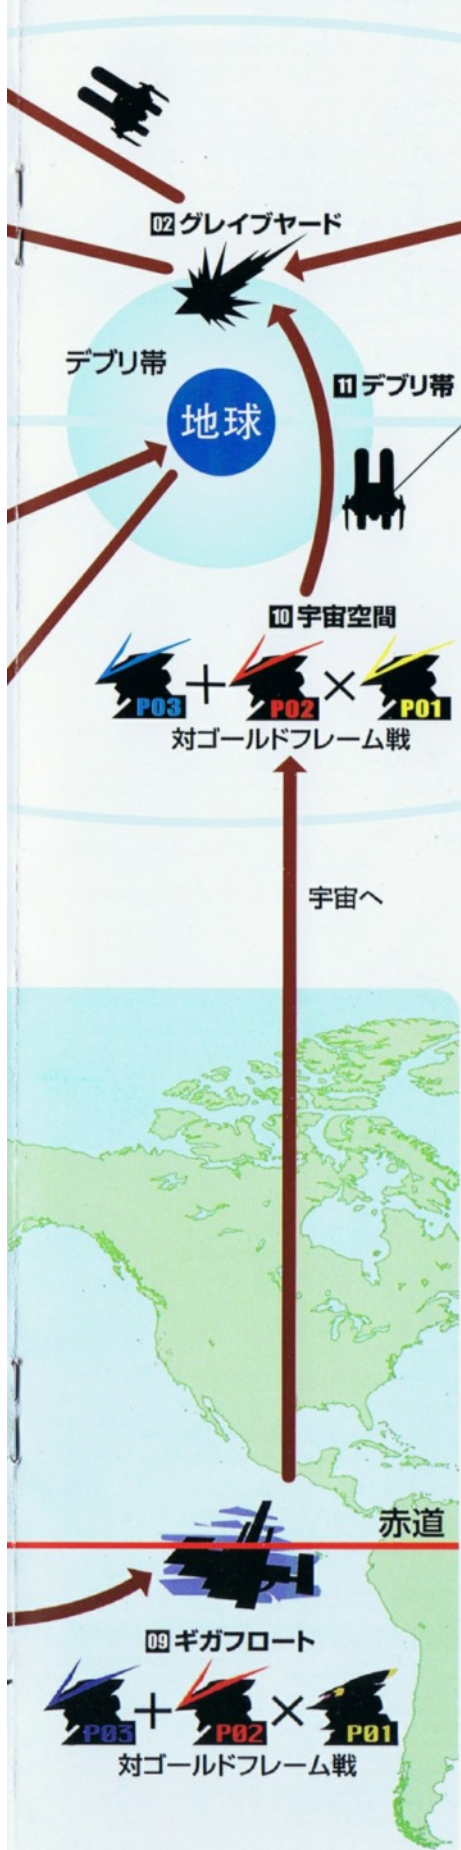 02 グレイブヤード
デブリ帯
地球
11 デブリ帯
10 宇宙空間
P03 + P02 × P01
対ゴールドフレーム戦
宇宙へ
赤道
09 ギガフロート
P03 + P02 × P01
対ゴールドフレーム戦